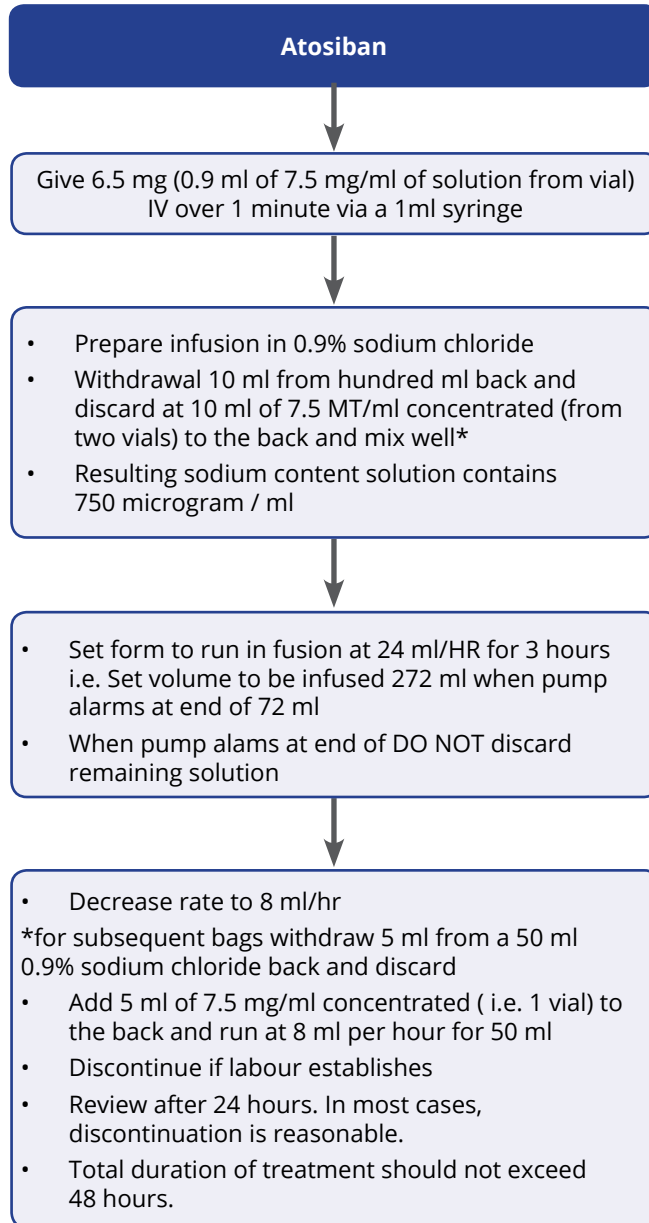 Atosiban
Give 6.5 mg (0.9 ml of 7.5 mg/ml of solution from vial)
IV over 1 minute via a 1ml syringe
• Prepare infusion in 0.9% sodium chloride
• Withdrawal 10 ml from hundred ml back and
discard at 10 ml of 7.5 MT/ml concentrated (from
two vials) to the back and mix well*
• Resulting sodium content solution contains
750 microgram / ml
• Set form to run in fusion at 24 ml/HR for 3 hours
i.e. Set volume to be infused 272 ml when pump
alarms at end of 72 ml
• When pump alams at end of DO NOT discard
remaining solution
• Decrease rate to 8 ml/hr
*for subsequent bags withdraw 5 ml from a 50 ml
0.9% sodium chloride back and discard
• Add 5 ml of 7.5 mg/ml concentrated ( i.e. 1 vial) to
the back and run at 8 ml per hour for 50 ml
• Discontinue if labour establishes
• Review after 24 hours. In most cases,
discontinuation is reasonable.
• Total duration of treatment should not exceed
48 hours.